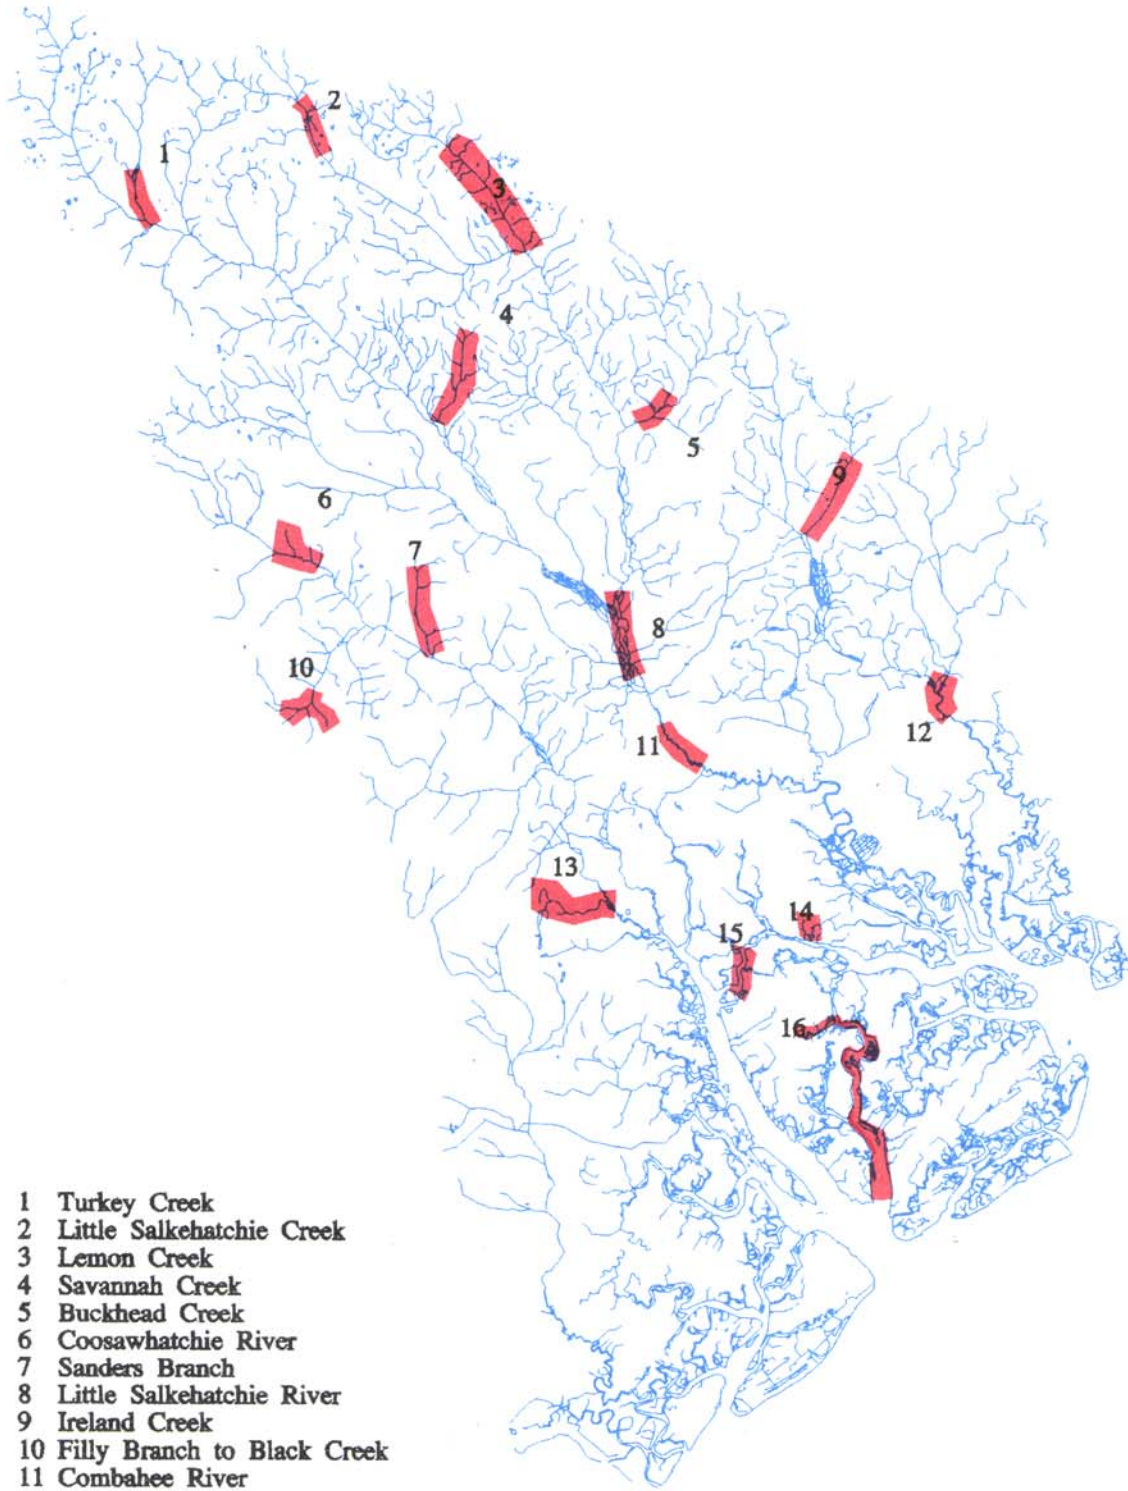 2
1
3
4
5
9
6
7
8
10
12
11
13
14
15
16
1 Turkey Creek
2 Little Salkehatchie Creek
3 Lemon Creek
4 Savannah Creek
5 Buckhead Creek
6 Coosawhatchie River
7 Sanders Branch
8 Little Salkehatchie River
9 Ireland Creek
10 Filly Branch to Black Creek
11 Combahee River